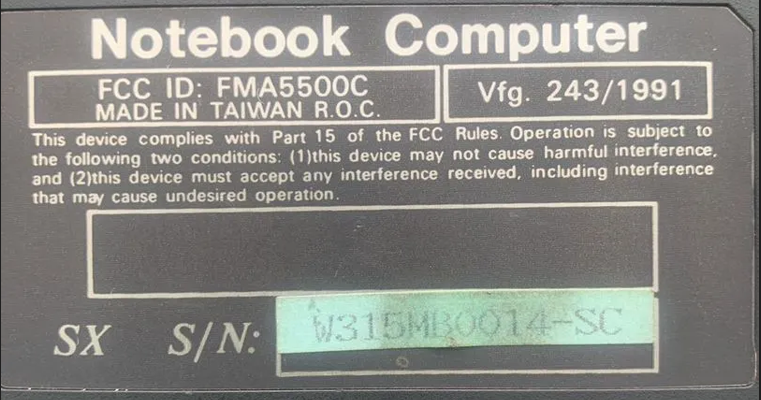 Notebook Computer
FCC ID: FMA5500C
MADE IN TAIWAN R.O.C.
Vfg. 243/1991
This device complies with Part 15 of the FCC Rules. Operation is subject to
the following two conditions: (1)this device may not cause harmful interference,
and (2)this device must accept any interference received, including interference
that may cause undesired operation.
SX S/N: W315MB0014-SC